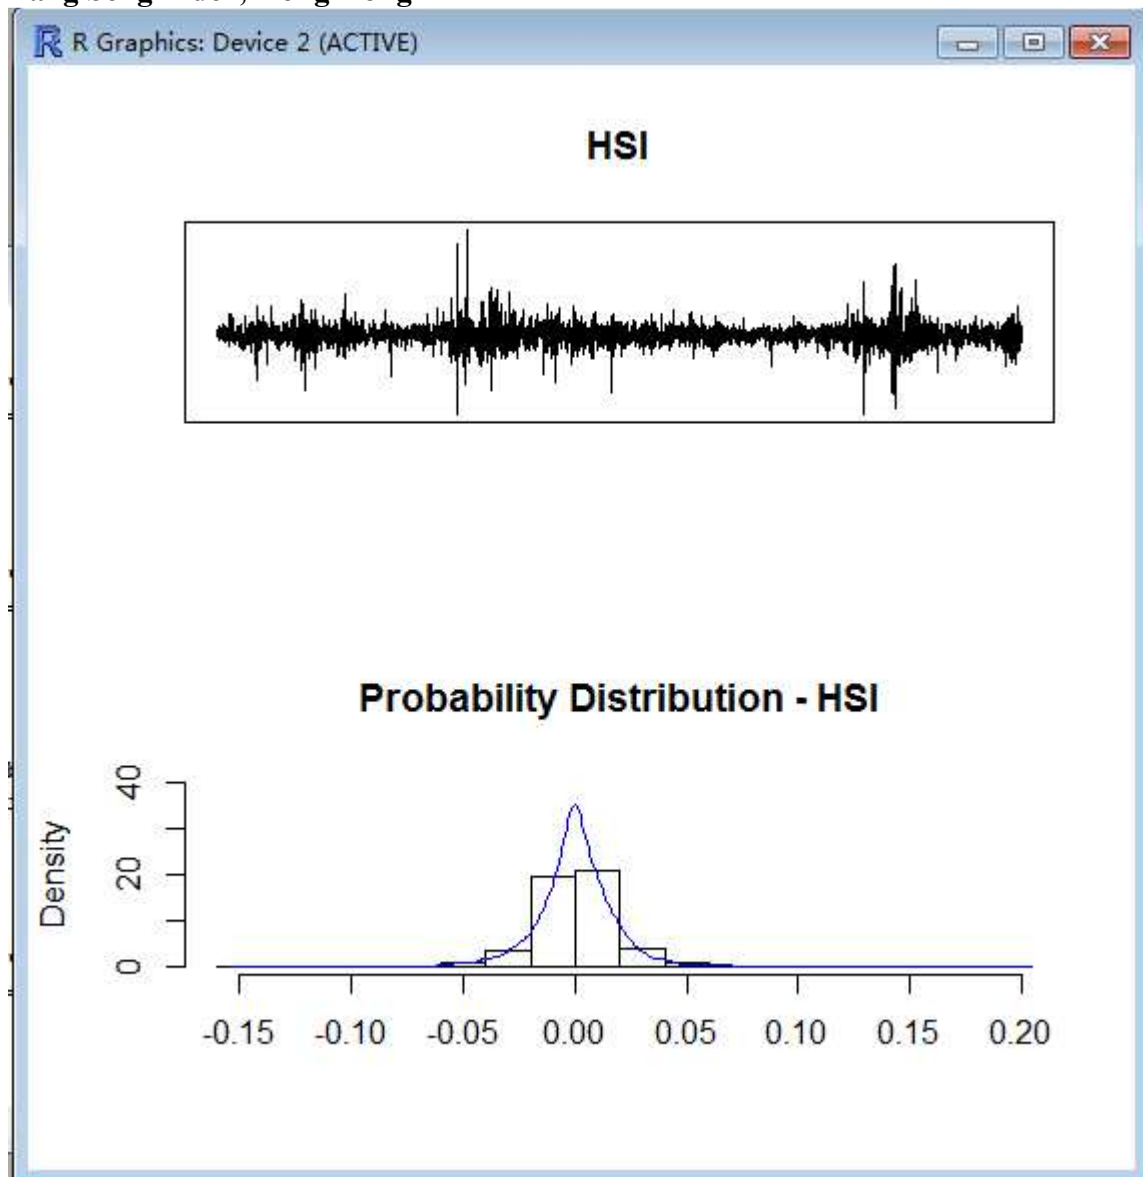 R Graphics: Device 2 (ACTIVE)
HSI
Probability Distribution - HSI
Density
40
20
0
-0.15 -0.10 -0.05 0.00 0.05 0.10 0.15 0.20